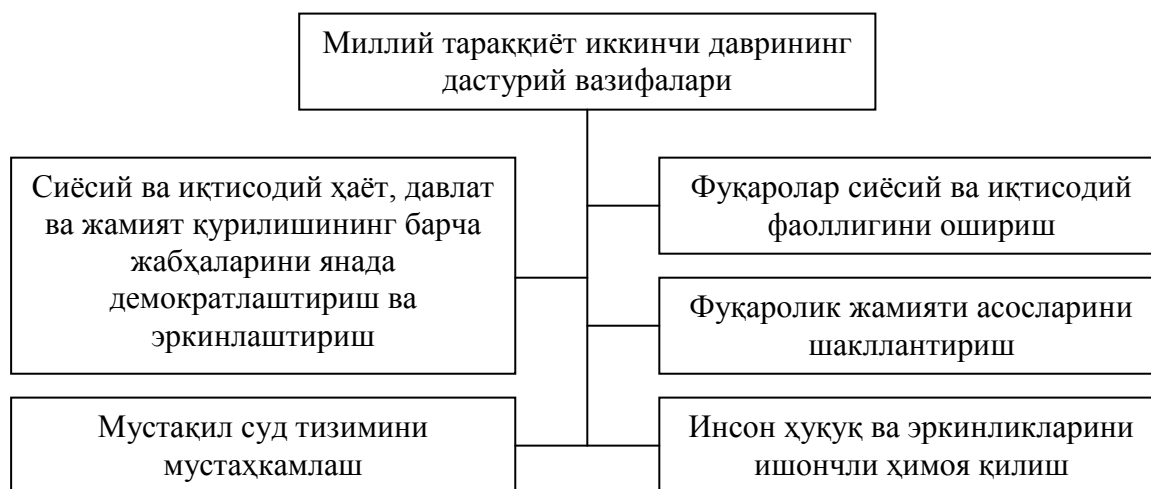 Миллий тараққиёт иккинчи даврининг
дастурий вазифалари
Сиёсий ва иқтисодий ҳаёт, давлат
ва жамият қурилишининг барча
жабҳаларини янада
демократлаштириш ва
эркинлаштириш
Фуқаролар сиёсий ва иқтисодий
фаоллигини ошириш
Фуқаролик жамияти асосларини
шакллантириш
Мустақил суд тизимини
мустаҳкамлаш
Инсон ҳуқуқ ва эркинликларини
ишончли ҳимоя қилиш